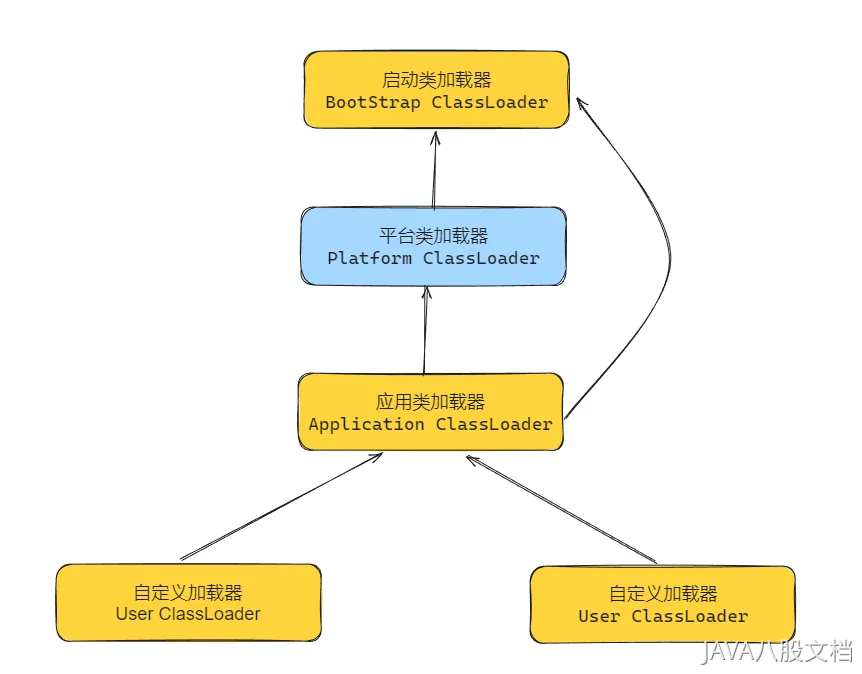 启动类加载器
BootStrap ClassLoader
平台类加载器
Platform ClassLoader
应用类加载器
Application ClassLoader
自定义加载器
User ClassLoader
自定义加载器
User ClassLoader
JAVA八股文档